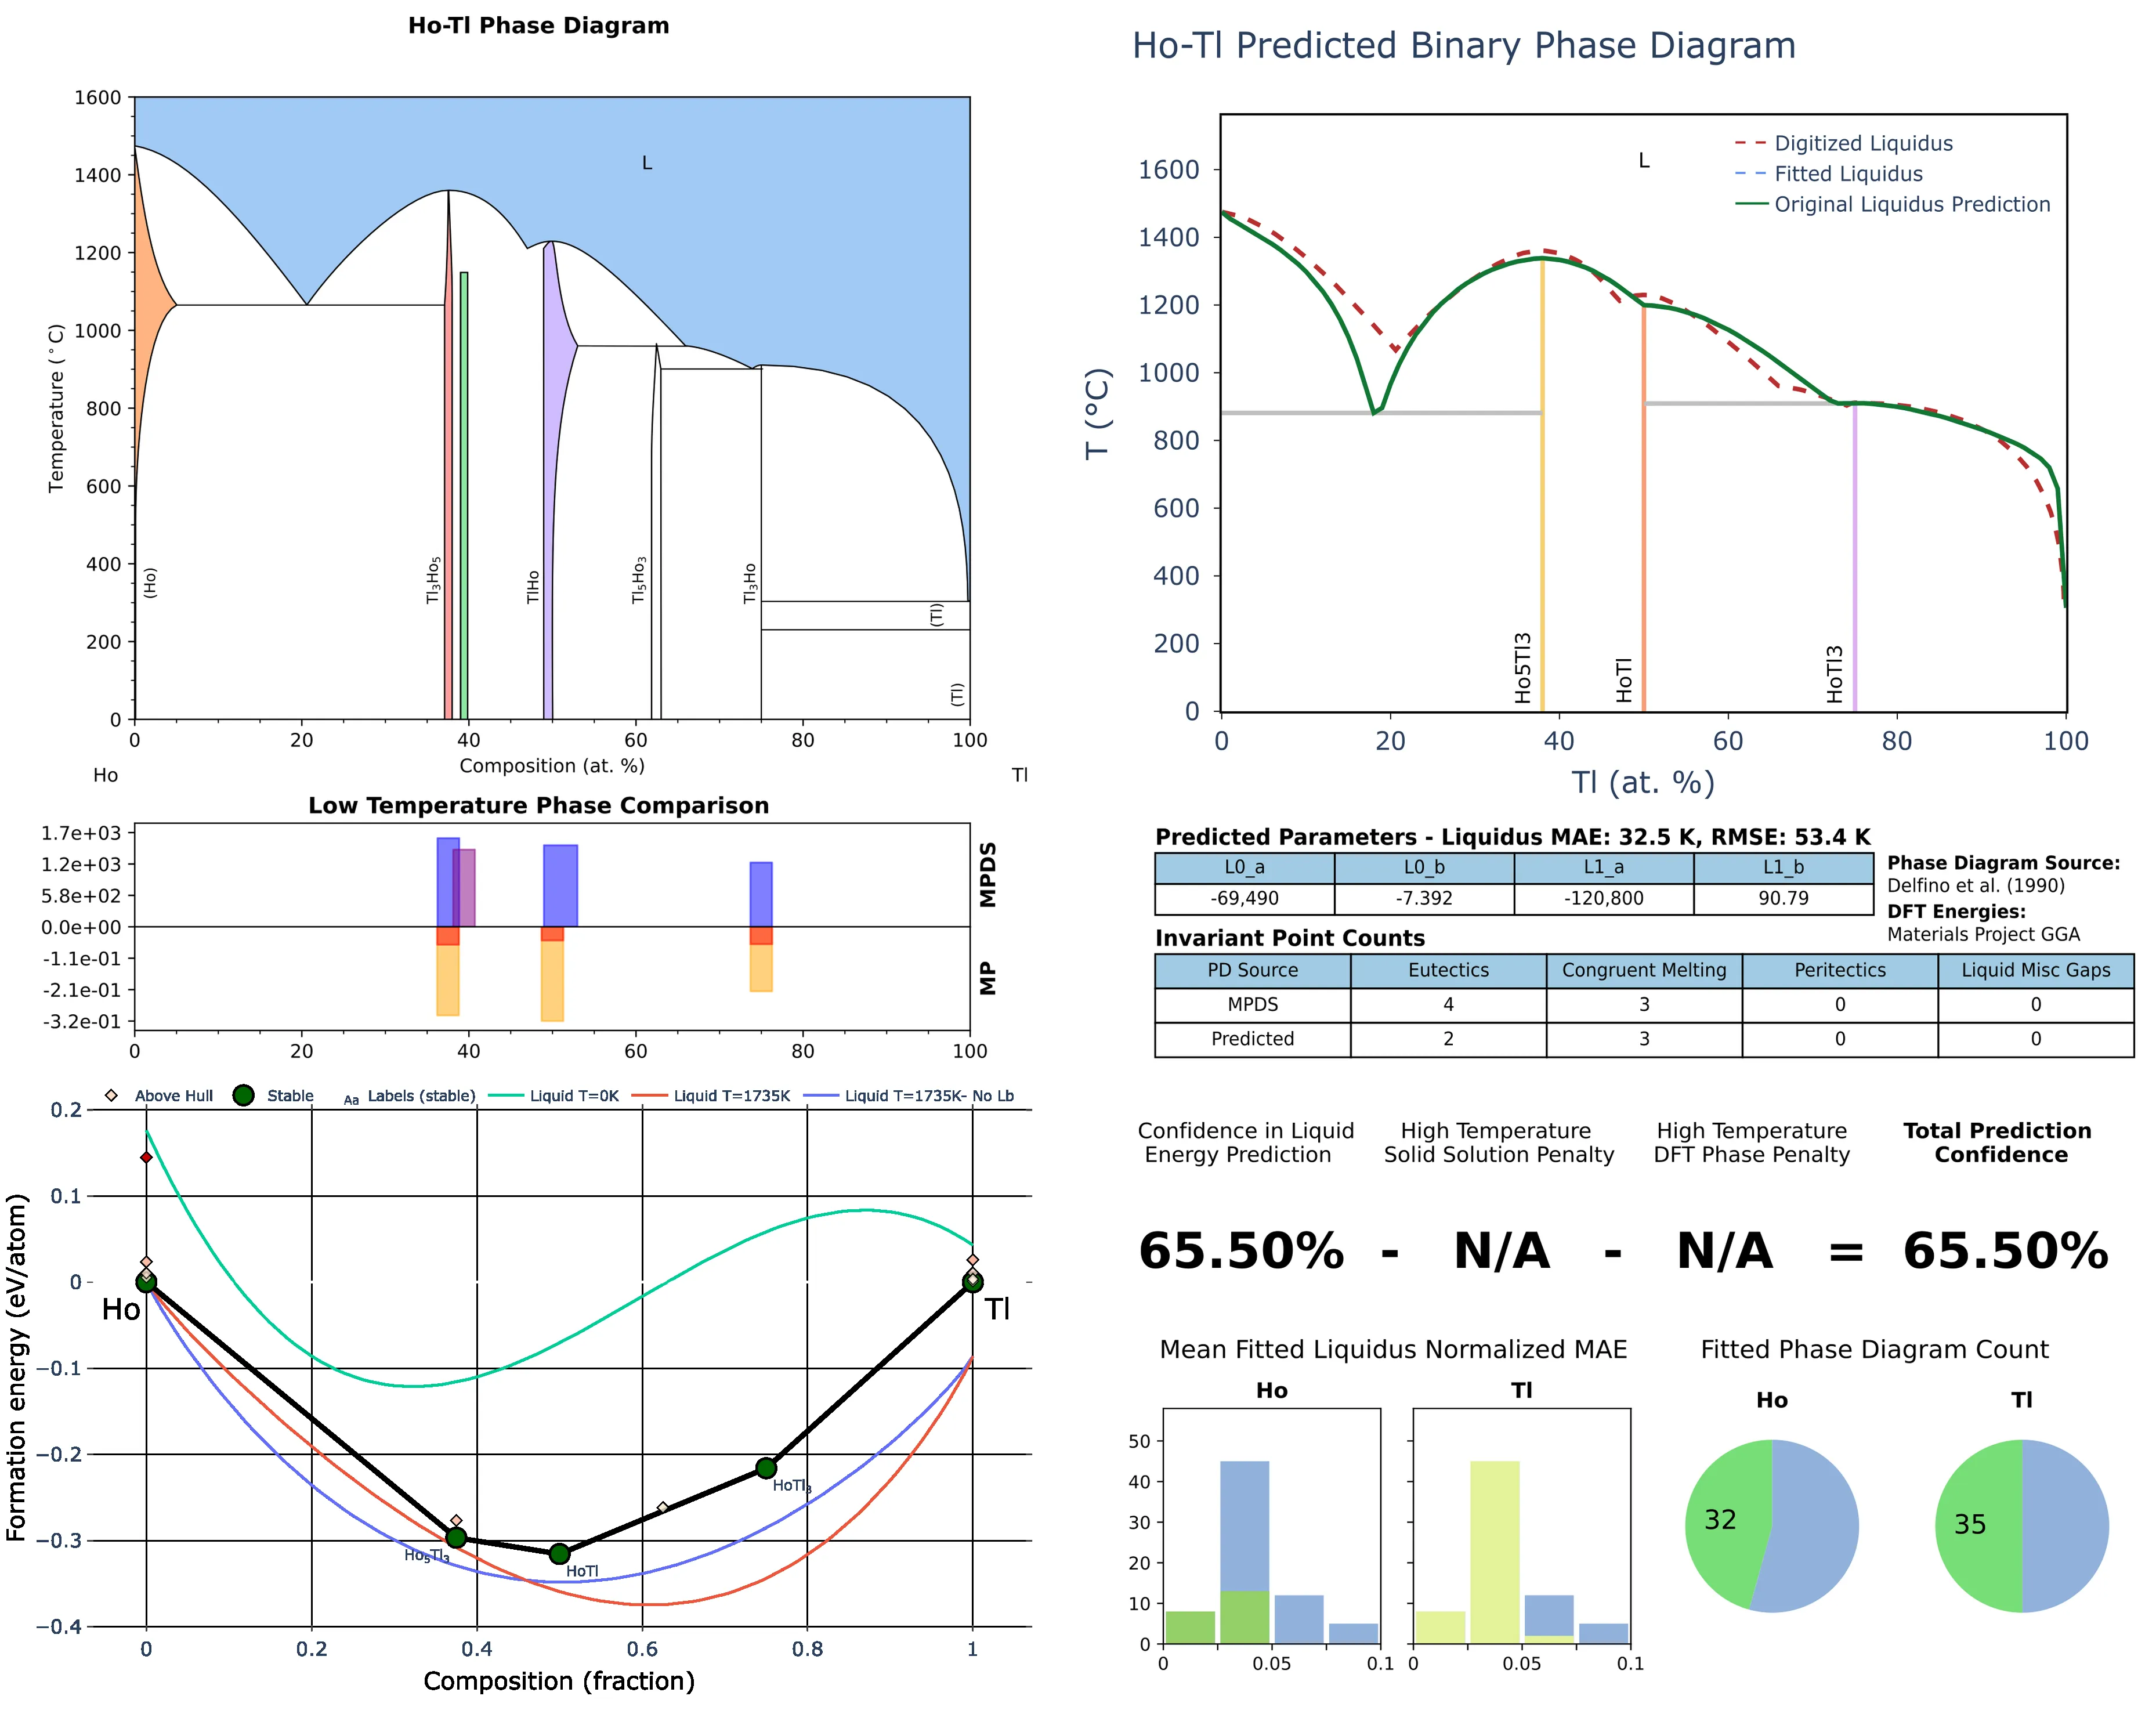 Ho-Tl Phase Diagram
1600
1400
1200
1000
800
600
400
200
0
Temperature (°C)
L
(Ho)
Tl₃Ho₅
TlHo
Tl₅Ho₃
Tl₃Ho
(Tl)
(Tl)
0 20 40 60 80 100
Composition (at. %)
Ho Tl
Ho-Tl Predicted Binary Phase Diagram
1600
1400
1200
1000
800
600
400
200
0
T (°C)
L
Digitized Liquidus
Fitted Liquidus
Original Liquidus Prediction
Ho5Tl3
HoTl
HoTl3
0 20 40 60 80 100
Tl (at. %)
Low Temperature Phase Comparison
1.7e+03
1.2e+03
5.8e+02
0.0e+00
-1.1e-01
-2.1e-01
-3.2e-01
MPDS
MP
0 20 40 60 80 100
Predicted Parameters - Liquidus MAE: 32.5 K, RMSE: 53.4 K
L0_a L0_b L1_a L1_b
-69,490 -7.392 -120,800 90.79
Phase Diagram Source:
Delfino et al. (1990)
DFT Energies:
Materials Project GGA
Invariant Point Counts
PD Source Eutectics Congruent Melting Peritectics Liquid Misc Gaps
MPDS 4 3 0 0
Predicted 2 3 0 0
Above Hull Stable Aa Labels (stable) Liquid T=0K Liquid T=1735K Liquid T=1735K- No Lb
0.2
0.1
0
−0.1
−0.2
−0.3
−0.4
Formation energy (eV/atom)
Ho
Tl
Ho₅Tl₃
HoTl
HoTl₃
0 0.2 0.4 0.6 0.8 1
Composition (fraction)
Confidence in Liquid
Energy Prediction
High Temperature
Solid Solution Penalty
High Temperature
DFT Phase Penalty
Total Prediction
Confidence
65.50% - N/A - N/A = 65.50%
Mean Fitted Liquidus Normalized MAE
Ho Tl
50
40
30
20
10
0
0 0.05 0.1 0 0.05 0.1
Fitted Phase Diagram Count
Ho Tl
32 35